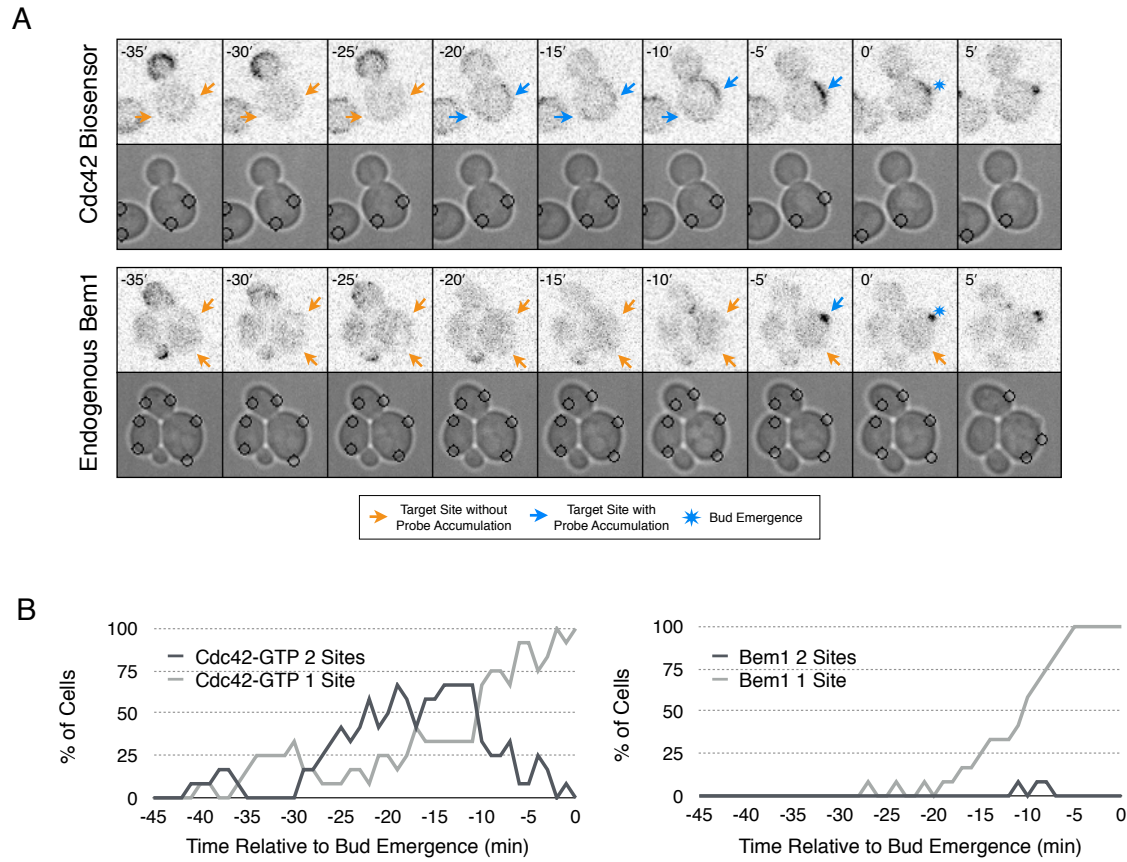 A
Cdc42 Biosensor
-35′ -30′ -25′ -20′ -15′ -10′ -5′ 0′ 5′
Endogenous Bem1
-35′ -30′ -25′ -20′ -15′ -10′ -5′ 0′ 5′
Target Site without
Probe Accumulation
Target Site with
Probe Accumulation
Bud Emergence
B
% of Cells
100
75
50
25
0
Cdc42-GTP 2 Sites
Cdc42-GTP 1 Site
-45 -40 -35 -30 -25 -20 -15 -10 -5 0
Time Relative to Bud Emergence (min)
% of Cells
100
75
50
25
0
Bem1 2 Sites
Bem1 1 Site
-45 -40 -35 -30 -25 -20 -15 -10 -5 0
Time Relative to Bud Emergence (min)